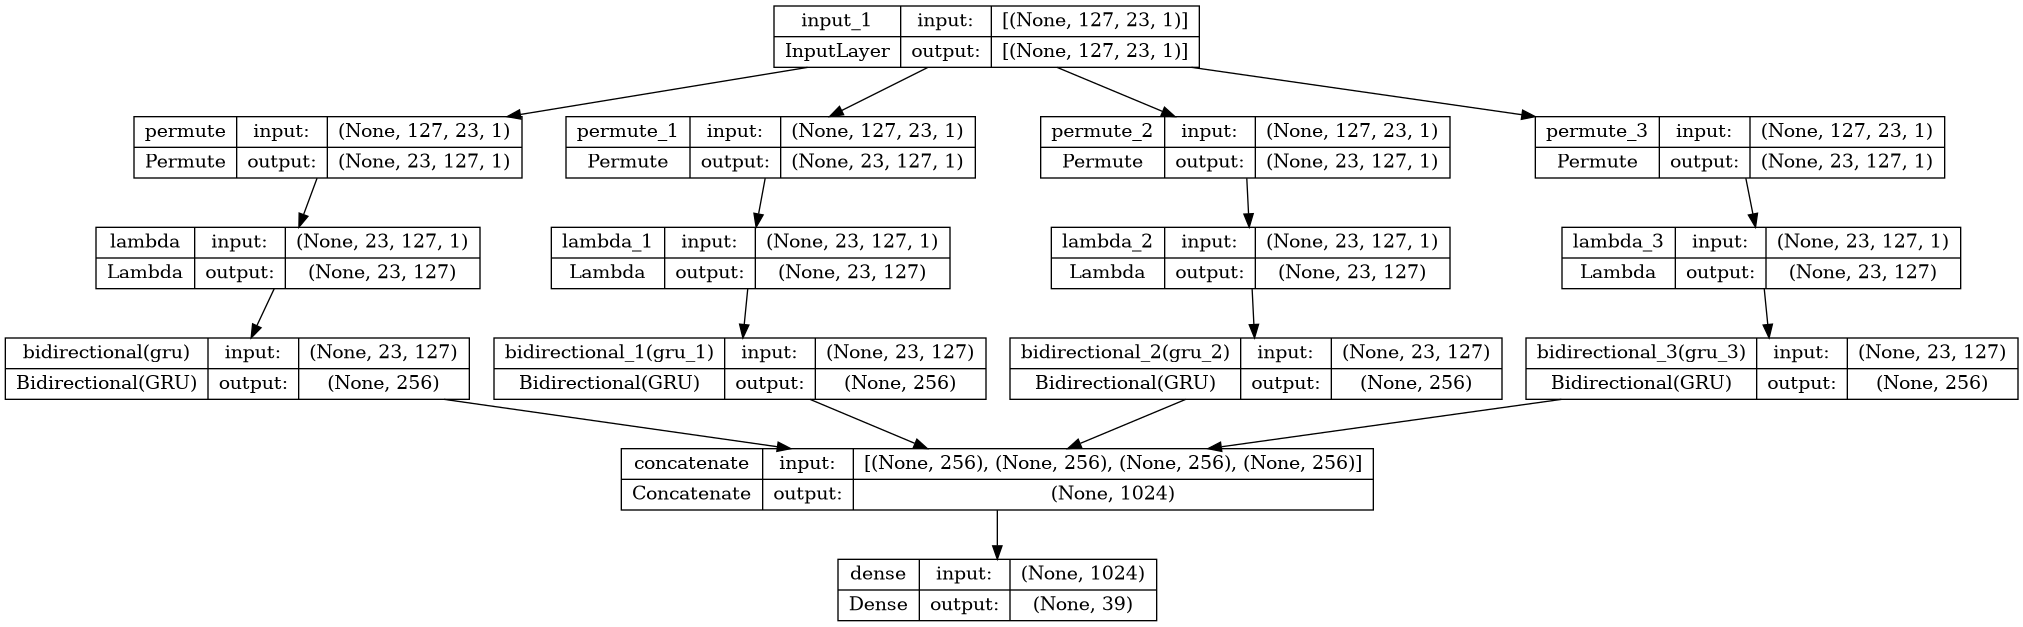 input_1 input: [(None, 127, 23, 1)]
InputLayer output: [(None, 127, 23, 1)]
permute input: (None, 127, 23, 1)
Permute output: (None, 23, 127, 1)
permute_1 input: (None, 127, 23, 1)
Permute output: (None, 23, 127, 1)
permute_2 input: (None, 127, 23, 1)
Permute output: (None, 23, 127, 1)
permute_3 input: (None, 127, 23, 1)
Permute output: (None, 23, 127, 1)
lambda input: (None, 23, 127, 1)
Lambda output: (None, 23, 127)
lambda_1 input: (None, 23, 127, 1)
Lambda output: (None, 23, 127)
lambda_2 input: (None, 23, 127, 1)
Lambda output: (None, 23, 127)
lambda_3 input: (None, 23, 127, 1)
Lambda output: (None, 23, 127)
bidirectional(gru) input: (None, 23, 127)
Bidirectional(GRU) output: (None, 256)
bidirectional_1(gru_1) input: (None, 23, 127)
Bidirectional(GRU) output: (None, 256)
bidirectional_2(gru_2) input: (None, 23, 127)
Bidirectional(GRU) output: (None, 256)
bidirectional_3(gru_3) input: (None, 23, 127)
Bidirectional(GRU) output: (None, 256)
concatenate input: [(None, 256), (None, 256), (None, 256), (None, 256)]
Concatenate output: (None, 1024)
dense input: (None, 1024)
Dense output: (None, 39)